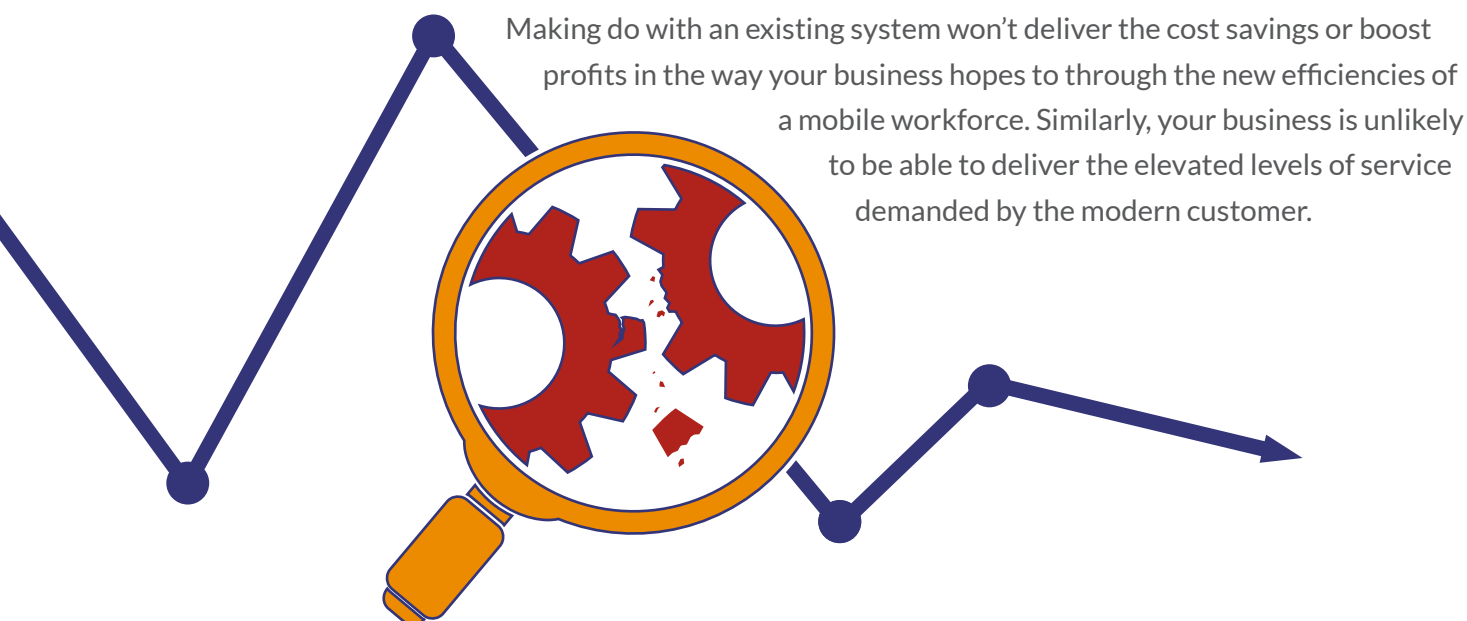 Making do with an existing system won’t deliver the cost savings or boost
profits in the way your business hopes to through the new efficiencies of
a mobile workforce. Similarly, your business is unlikely
to be able to deliver the elevated levels of service
demanded by the modern customer.